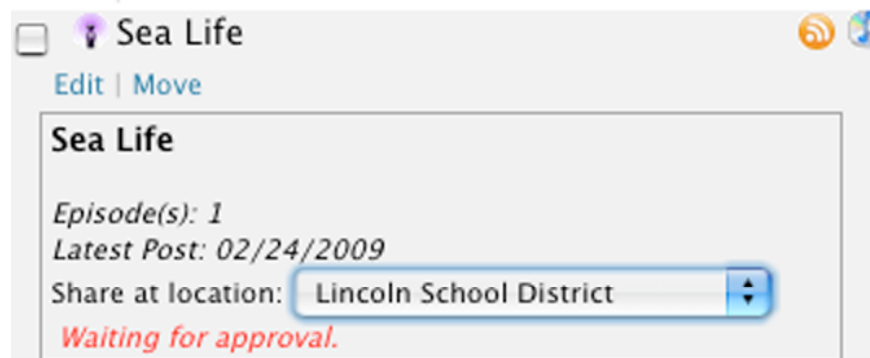 Sea Life
Edit | Move
Sea Life
Episode(s): 1
Latest Post: 02/24/2009
Share at location: Lincoln School District
Waiting for approval.